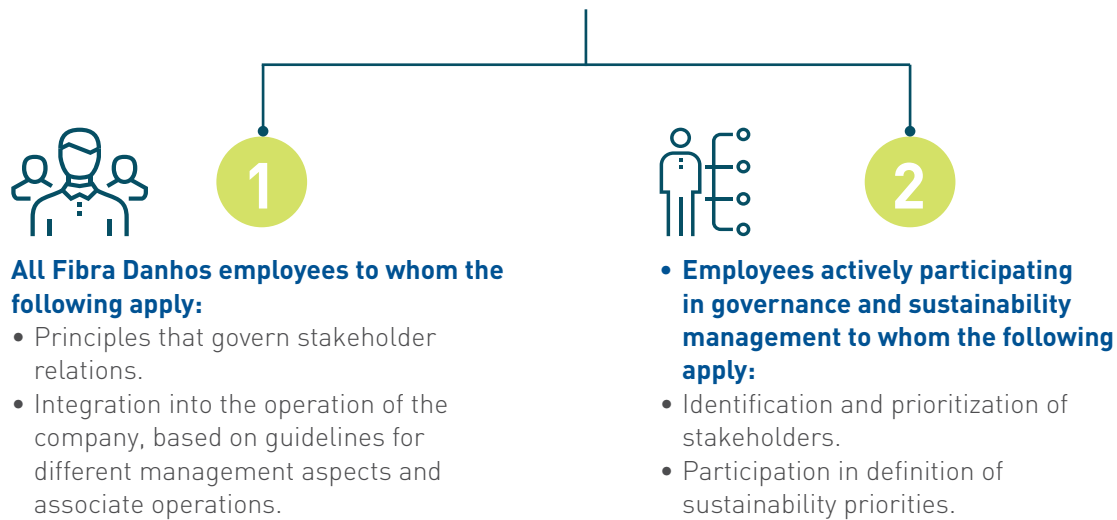 1
All Fibra Danhos employees to whom the
following apply:
• Principles that govern stakeholder
relations.
• Integration into the operation of the
company, based on guidelines for
different management aspects and
associate operations.
2
• Employees actively participating
in governance and sustainability
management to whom the following
apply:
• Identification and prioritization of
stakeholders.
• Participation in definition of
sustainability priorities.